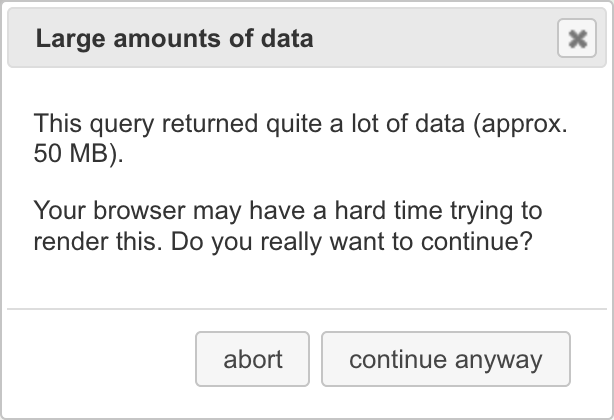 Large amounts of data
This query returned quite a lot of data (approx.
50 MB).
Your browser may have a hard time trying to
render this. Do you really want to continue?
abort
continue anyway